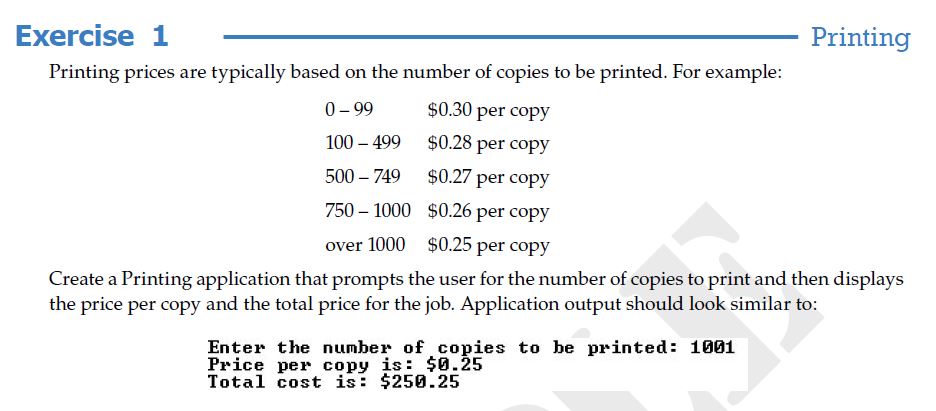 Exercise 1 Printing
Printing prices are typically based on the number of copies to be printed. For example:
0 – 99 $0.30 per copy
100 – 499 $0.28 per copy
500 – 749 $0.27 per copy
750 – 1000 $0.26 per copy
over 1000 $0.25 per copy
Create a Printing application that prompts the user for the number of copies to print and then displays
the price per copy and the total price for the job. Application output should look similar to:
Enter the number of copies to be printed: 1001
Price per copy is: $0.25
Total cost is: $250.25